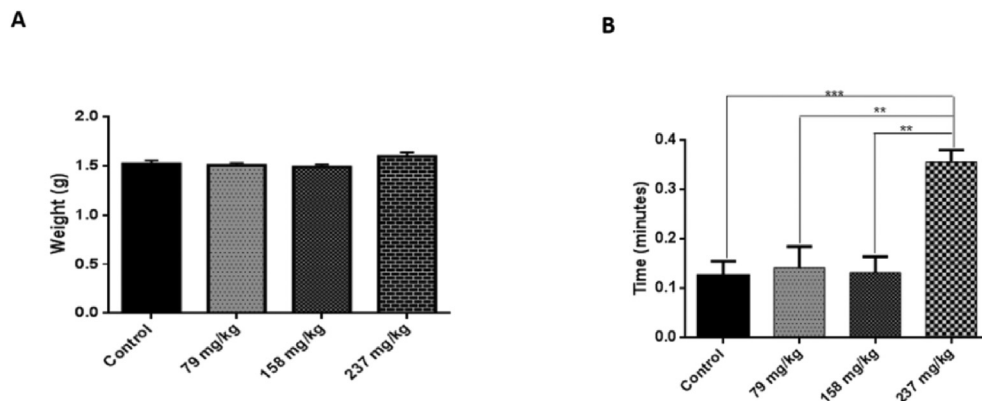 A
Weight (g)
2.0
1.5
1.0
0.5
0.0
Control
79 mg/kg
158 mg/kg
237 mg/kg
B
***
**
**
Time (minutes)
0.4
0.3
0.2
0.1
0.0
Control
79 mg/kg
158 mg/kg
237 mg/kg